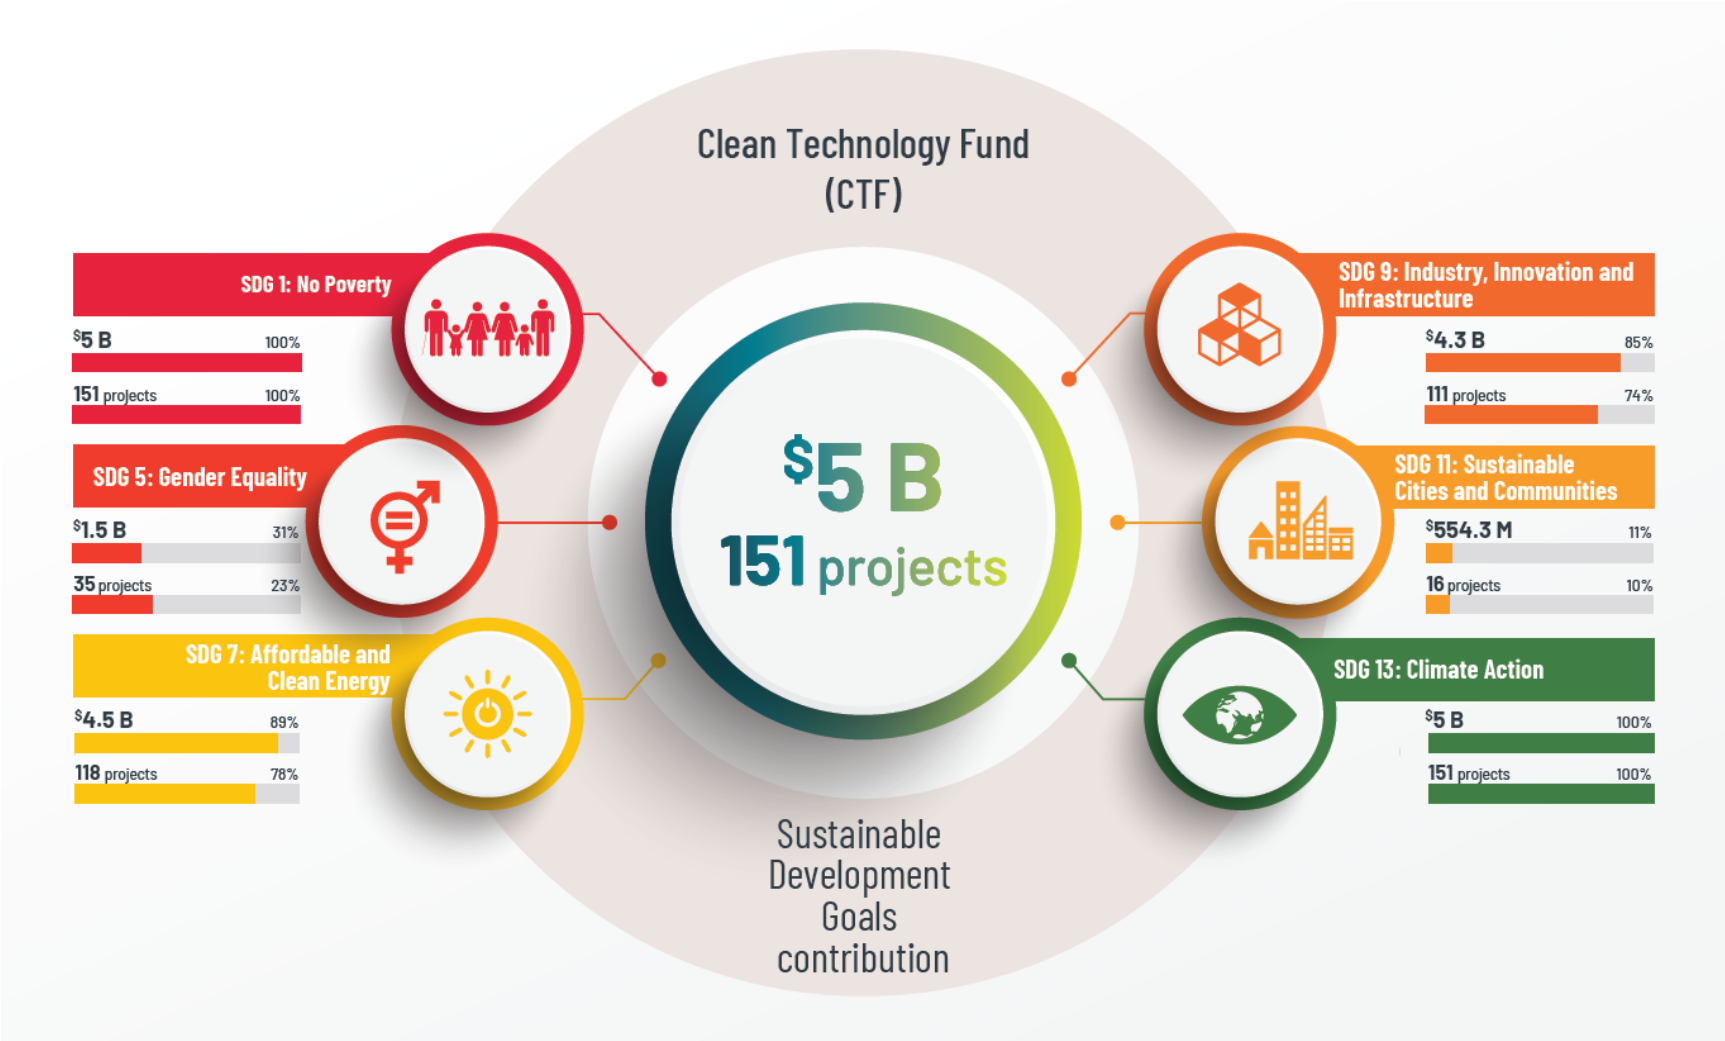 Clean Technology Fund
(CTF)
SDG 1: No Poverty
$5 B 100%
151 projects 100%
SDG 5: Gender Equality
$1.5 B 31%
35 projects 23%
SDG 7: Affordable and
Clean Energy
$4.5 B 89%
118 projects 78%
$5 B
151 projects
SDG 9: Industry, Innovation and
Infrastructure
$4.3 B 85%
111 projects 74%
SDG 11: Sustainable
Cities and Communities
$554.3 M 11%
16 projects 10%
SDG 13: Climate Action
$5 B 100%
151 projects 100%
Sustainable
Development
Goals
contribution